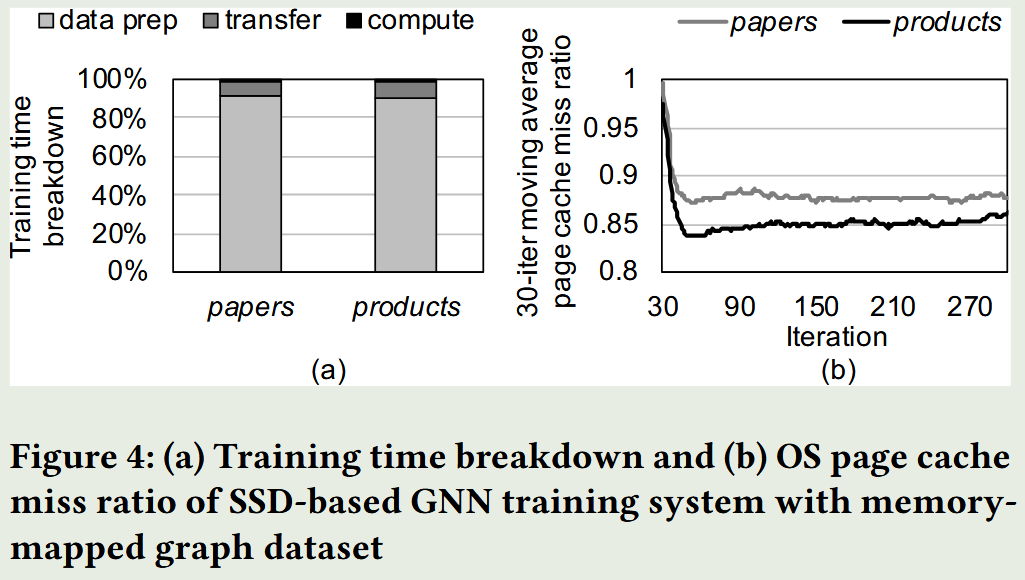 data prep transfer compute
Training time
breakdown
100%
80%
60%
40%
20%
0%
papers products
(a)
papers products
30-iter moving average
page cache miss ratio
1
0.95
0.9
0.85
0.8
30 90 150 210 270
Iteration
(b)
Figure 4: (a) Training time breakdown and (b) OS page cache
miss ratio of SSD-based GNN training system with memory-
mapped graph dataset